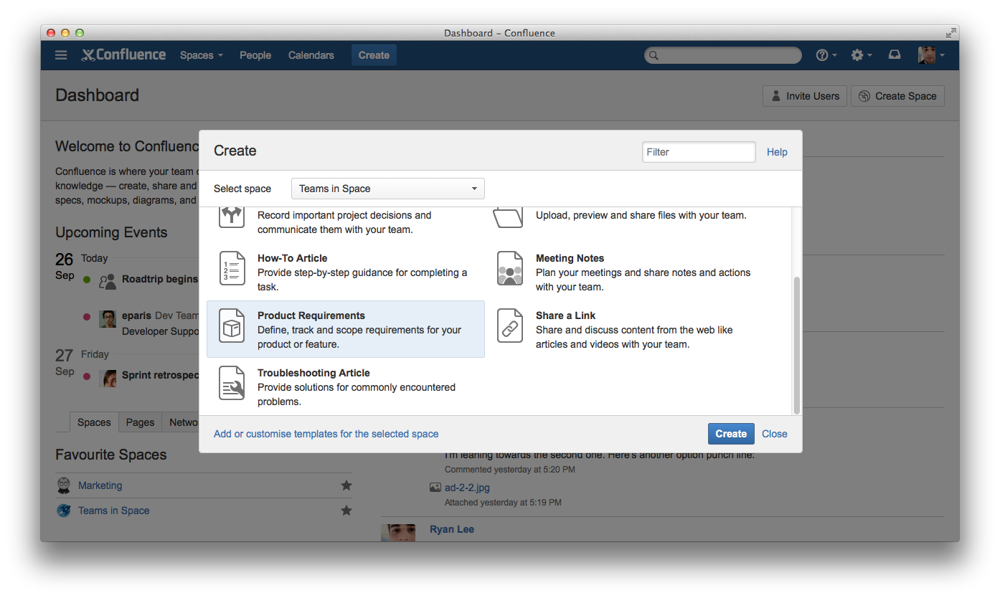 Dashboard – Confluence
Confluence Spaces People Calendars Create
Dashboard
Invite Users Create Space
Welcome to Confluenc
Confluence is where your team
knowledge — create, share and
specs, mockups, diagrams, and
Upcoming Events
26 Today
Sep
Roadtrip begins
eparis Dev Team
Developer Suppo
27 Friday
Sep
Sprint retrospec
Spaces Pages Netwo
Favourite Spaces
Marketing
Teams in Space
Create
Filter Help
Select space Teams in Space
Record important project decisions and
communicate them with your team.
Upload, preview and share files with your team.
How-To Article
Provide step-by-step guidance for completing a
task.
Meeting Notes
Plan your meetings and share notes and actions
with your team.
Product Requirements
Define, track and scope requirements for your
product or feature.
Share a Link
Share and discuss content from the web like
articles and videos with your team.
Troubleshooting Article
Provide solutions for commonly encountered
problems.
Add or customise templates for the selected space
Create Close
I'm leaning towards the second one. Here's another option punch line:
Commented yesterday at 5:20 PM
ad-2-2.jpg
Attached yesterday at 5:19 PM
Ryan Lee